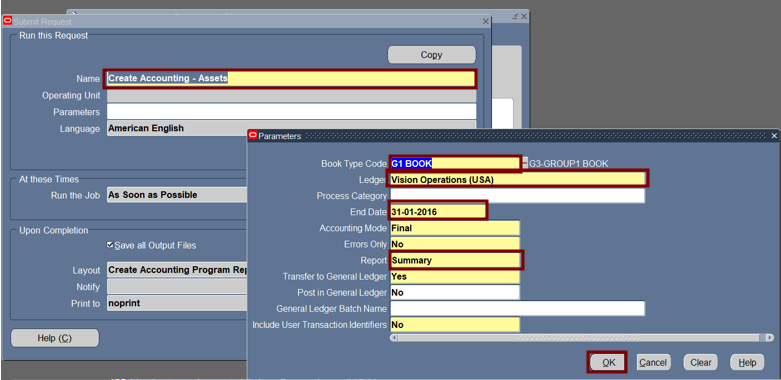 Submit Request
Run this Request
Copy
Name Create Accounting - Assets
Operating Unit
Parameters
Language American English
At these Times
Run the Job As Soon as Possible
Upon Completion
Save all Output Files
Layout Create Accounting Program Rep
Notify
Print to noprint
Help (C)
Parameters
Book Type Code G1 BOOK G3-GROUP1 BOOK
Ledger Vision Operations (USA)
Process Category
End Date 31-01-2016
Accounting Mode Final
Errors Only No
Report Summary
Transfer to General Ledger Yes
Post in General Ledger No
General Ledger Batch Name
Include User Transaction Identifiers No
OK Cancel Clear Help